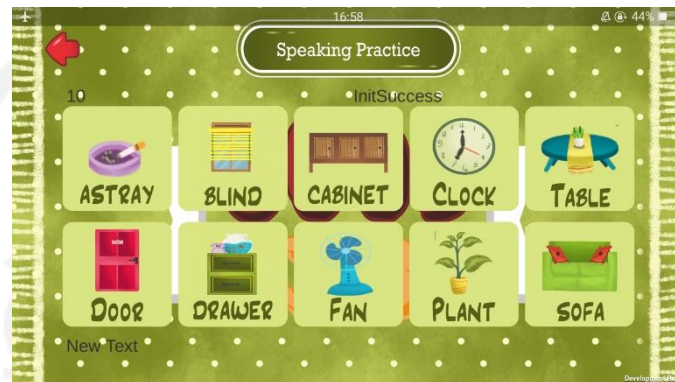 16:58
44%
Speaking Practice
10
InitSuccess
ASTRAY
BLIND
CABINET
CLOCK
TABLE
DOOR
DRAWER
FAN
PLANT
SOFA
New Text